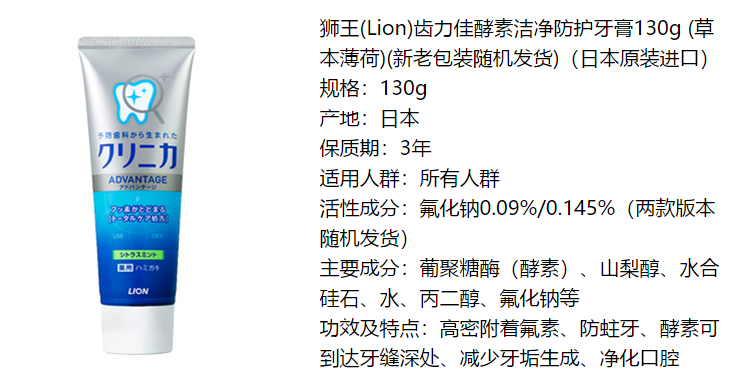 予防歯科から生まれた
クリニカ
ADVANTAGE
アドバンテージ
フッ素がとどまる
［トータルケア処方］
シトラスミント
薬用 ハミガキ
LION
狮王(Lion)齿力佳酵素洁净防护牙膏130g (草
本薄荷)(新老包装随机发货)（日本原装进口）
规格：130g
产地：日本
保质期：3年
适用人群：所有人群
活性成分：氟化钠0.09%/0.145%（两款版本
随机发货）
主要成分：葡聚糖酶（酵素）、山梨醇、水合
硅石、水、丙二醇、氟化钠等
功效及特点：高密附着氟素、防蛀牙、酵素可
到达牙缝深处、减少牙垢生成、净化口腔